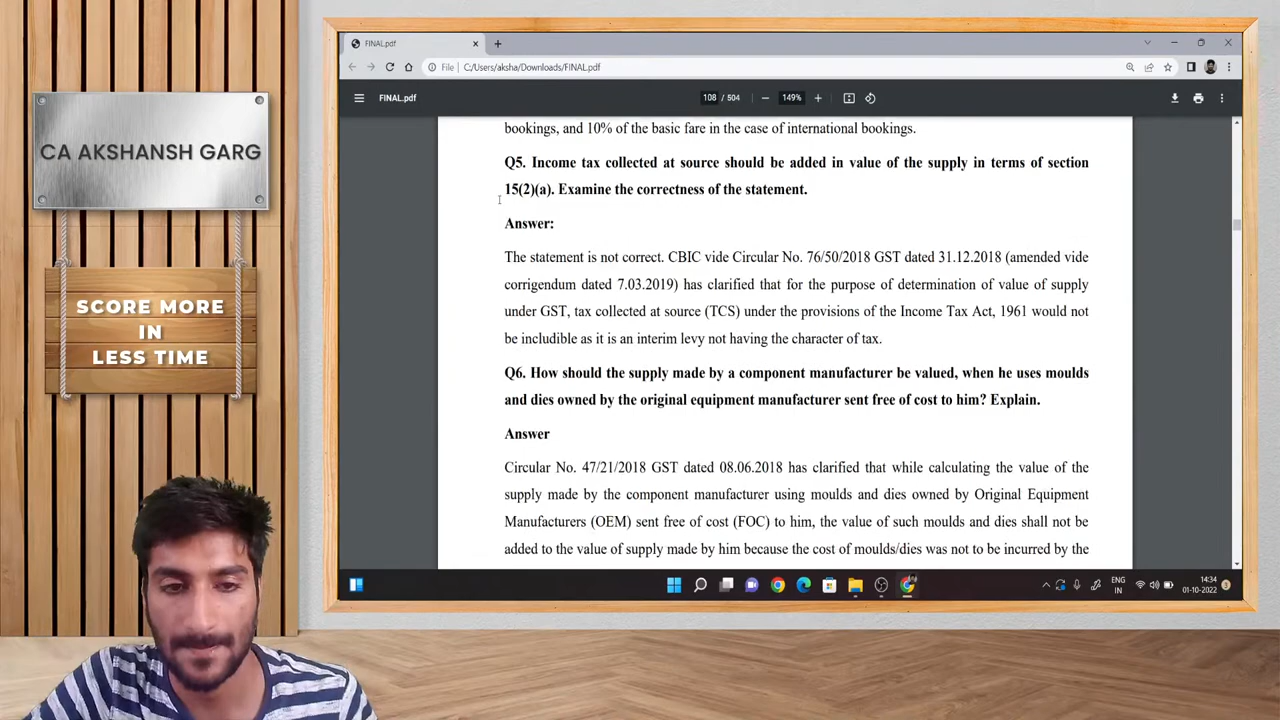 CA AKSHANSH GARG
SCORE MORE
IN
LESS TIME
FINAL.pdf
File
C:/Users/aksha/Downloads/FINAL.pdf
FINAL.pdf
108 / 504
149%
bookings, and 10% of the basic fare in the case of international bookings.
Q5. Income tax collected at source should be added in value of the supply in terms of section
15(2)(a). Examine the correctness of the statement.
Answer:
The statement is not correct. CBIC vide Circular No. 76/50/2018 GST dated 31.12.2018 (amended vide
corrigendum dated 7.03.2019) has clarified that for the purpose of determination of value of supply
under GST, tax collected at source (TCS) under the provisions of the Income Tax Act, 1961 would not
be includible as it is an interim levy not having the character of tax.
Q6. How should the supply made by a component manufacturer be valued, when he uses moulds
and dies owned by the original equipment manufacturer sent free of cost to him? Explain.
Answer
Circular No. 47/21/2018 GST dated 08.06.2018 has clarified that while calculating the value of the
supply made by the component manufacturer using moulds and dies owned by Original Equipment
Manufacturers (OEM) sent free of cost (FOC) to him, the value of such moulds and dies shall not be
added to the value of supply made by him because the cost of moulds/dies was not to be incurred by the
ENG
IN
14:34
01-10-2022